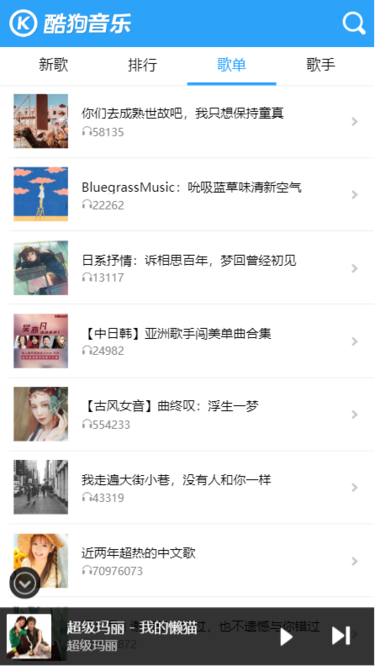 酷狗音乐
新歌 排行 歌单 歌手
你们去成熟世故吧，我只想保持童真
58135
BlueqrassMusic：吮吸蓝草味清新空气
22262
日系抒情：诉相思百年，梦回曾经初见
13117
【中日韩】亚洲歌手闯美单曲合集
24982
【古风女音】曲终叹：浮生一梦
554233
我走遍大街小巷，没有人和你一样
43319
近两年超热的中文歌
70976073
过，也不遗憾与你错过
872
超级玛丽 - 我的懒猫
超级玛丽